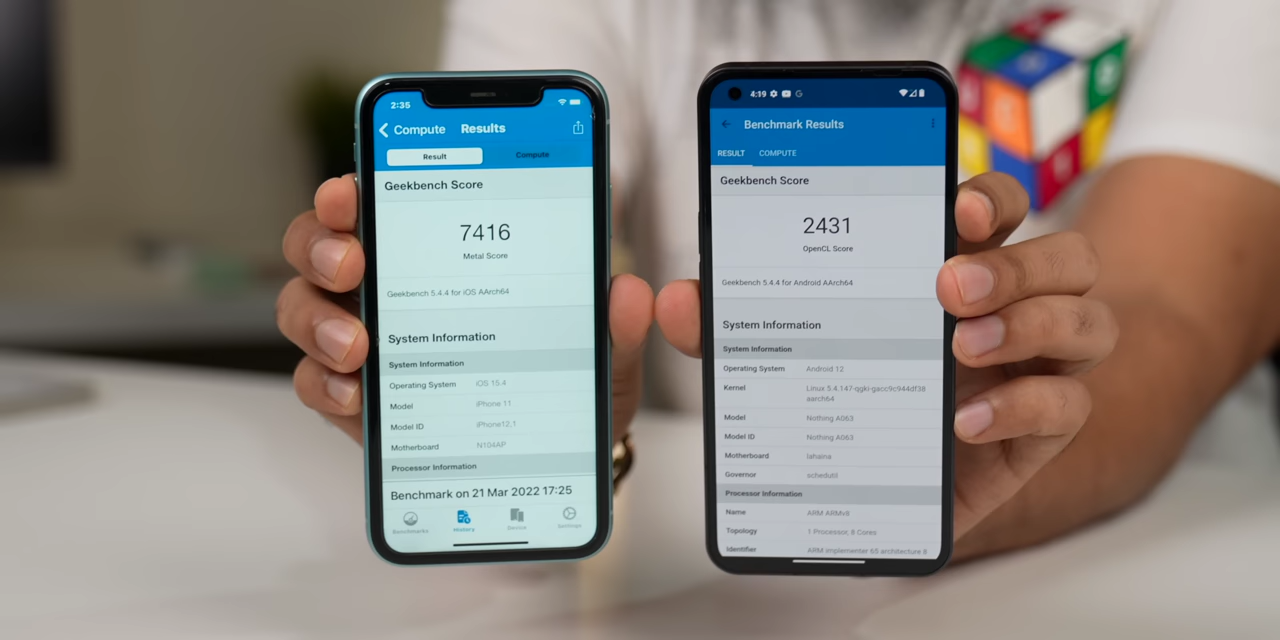 2:35
Compute Results
Result Compute
Geekbench Score
7416
Metal Score
Geekbench 5.4.4 for iOS AArch64
System Information
System Information
Operating System iOS 15.4
Model iPhone 11
Model ID iPhone12,1
Motherboard N104AP
Processor Information
Benchmark on 21 Mar 2022 17:25
Benchmarks History Device Settings
4:19 G
Benchmark Results
RESULT COMPUTE
Geekbench Score
2431
OpenCL Score
Geekbench 5.4.4 for Android AArch64
System Information
System Information
Operating System Android 12
Kernel Linux 5.4.147-qgki-gacc9c944df38
aarch64
Model Nothing A063
Model ID Nothing A063
Motherboard lahaina
Governor schedutil
Processor Information
Name ARM ARMv8
Topology 1 Processor, 8 Cores
Identifier ARM implementer 65 architecture 8